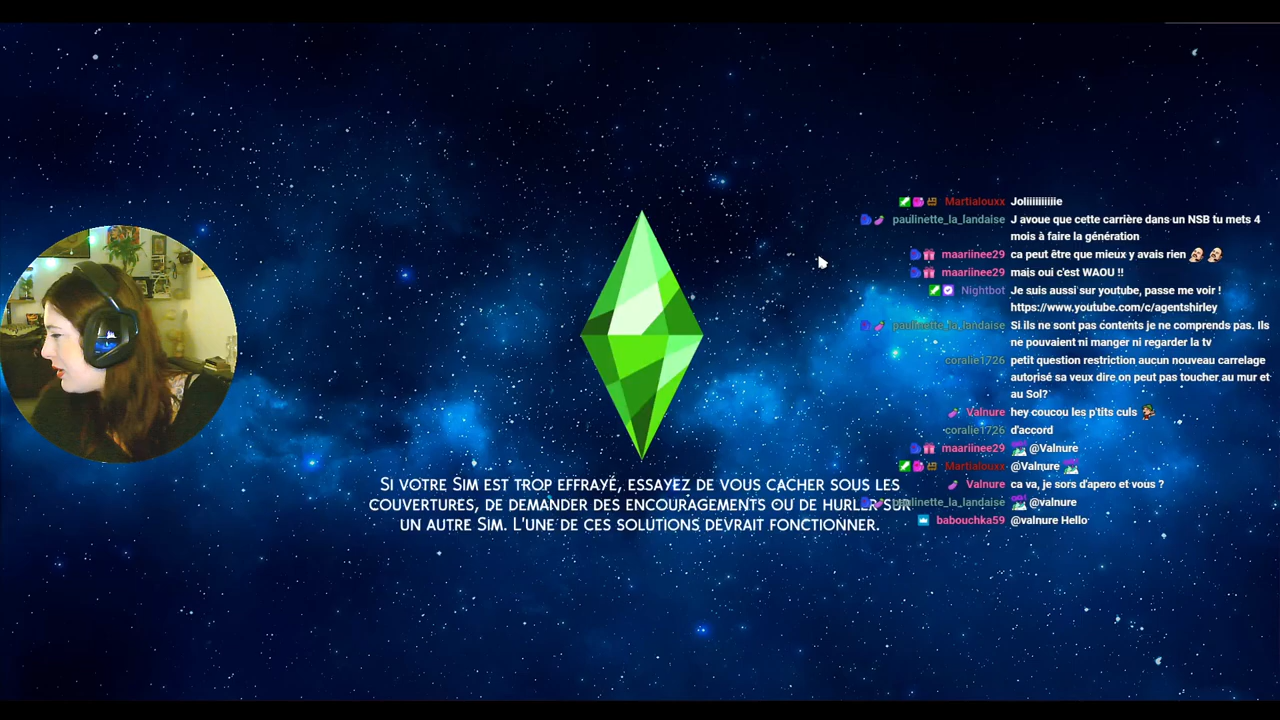 Martialouxx Joliiiiiiiiiie
paulinette_la_landaise J avoue que cette carrière dans un NSB tu mets 4
mois à faire la génération
maariinee29 ca peut être que mieux y avais rien
maariinee29 mais oui c'est WAOU !!
Nightbot Je suis aussi sur youtube, passe me voir !
https://www.youtube.com/c/agentshirley
paulinette_la_landaise Si ils ne sont pas contents je ne comprends pas. Ils
ne pouvaient ni manger ni regarder la tv
coralie1726 petit question restriction aucun nouveau carrelage
autorisé sa veux dire on peut pas toucher au mur et
au Sol?
Valnure hey coucou les p'tits culs
coralie1726 d'accord
maariinee29 @Valnure
Martialouxx @Valnure
Valnure ca va, je sors d'apero et vous ?
paulinette_la_landaise @valnure
babouchka59 @valnure Hello
Si votre Sim est trop effrayé, essayez de vous cacher sous les
couvertures, de demander des encouragements ou de hurler sur
un autre Sim. L'une de ces solutions devrait fonctionner.